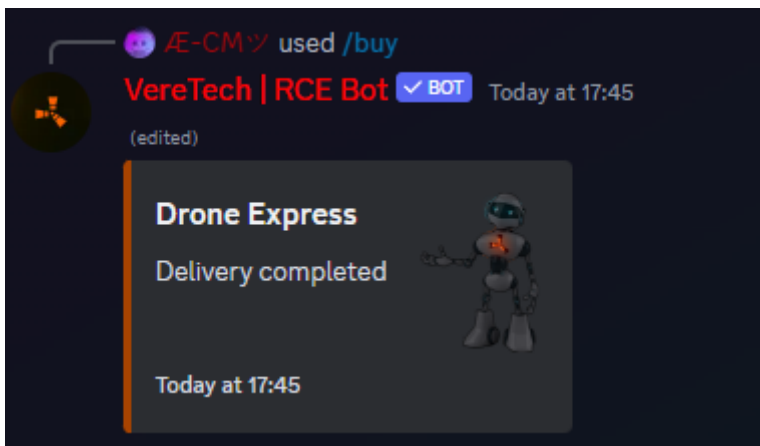 Æ-CMツ used /buy
VereTech | RCE Bot ✓ BOT Today at 17:45
(edited)
Drone Express
Delivery completed
Today at 17:45